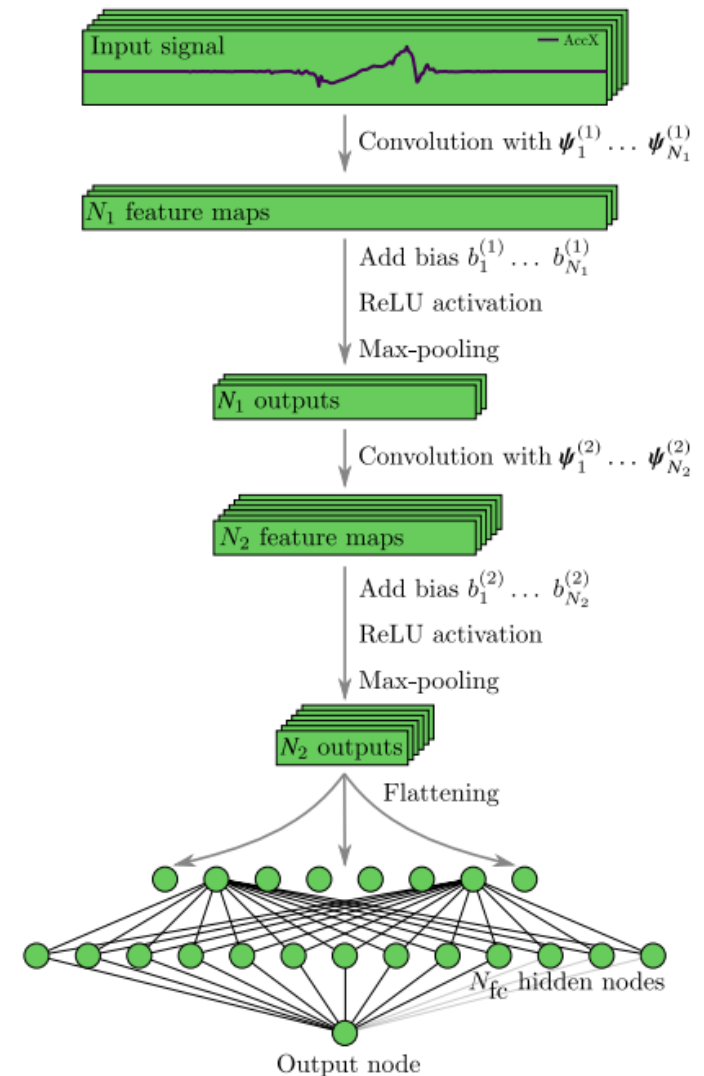 Input signal
AccX
Convolution with ψ₁⁽¹⁾ … ψ_{N₁}⁽¹⁾
N₁ feature maps
Add bias b₁⁽¹⁾ … b_{N₁}⁽¹⁾
ReLU activation
Max-pooling
N₁ outputs
Convolution with ψ₁⁽²⁾ … ψ_{N₂}⁽²⁾
N₂ feature maps
Add bias b₁⁽²⁾ … b_{N₂}⁽²⁾
ReLU activation
Max-pooling
N₂ outputs
Flattening
N_{fc} hidden nodes
Output node